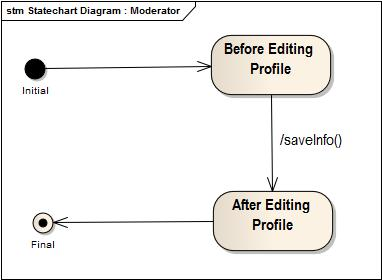 stm Statechart Diagram : Moderator
Before Editing
Profile
Initial
/saveInfo()
After Editing
Profile
Final